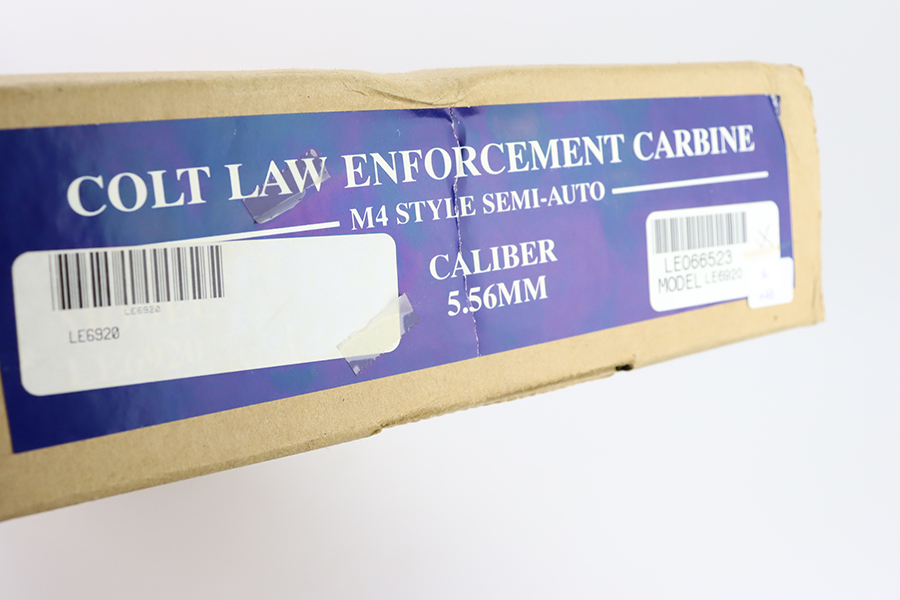 COLT LAW ENFORCEMENT CARBINE
M4 STYLE SEMI-AUTO
CALIBER
5.56MM
LE6920
LE6920
LE066523
MODEL LE6920